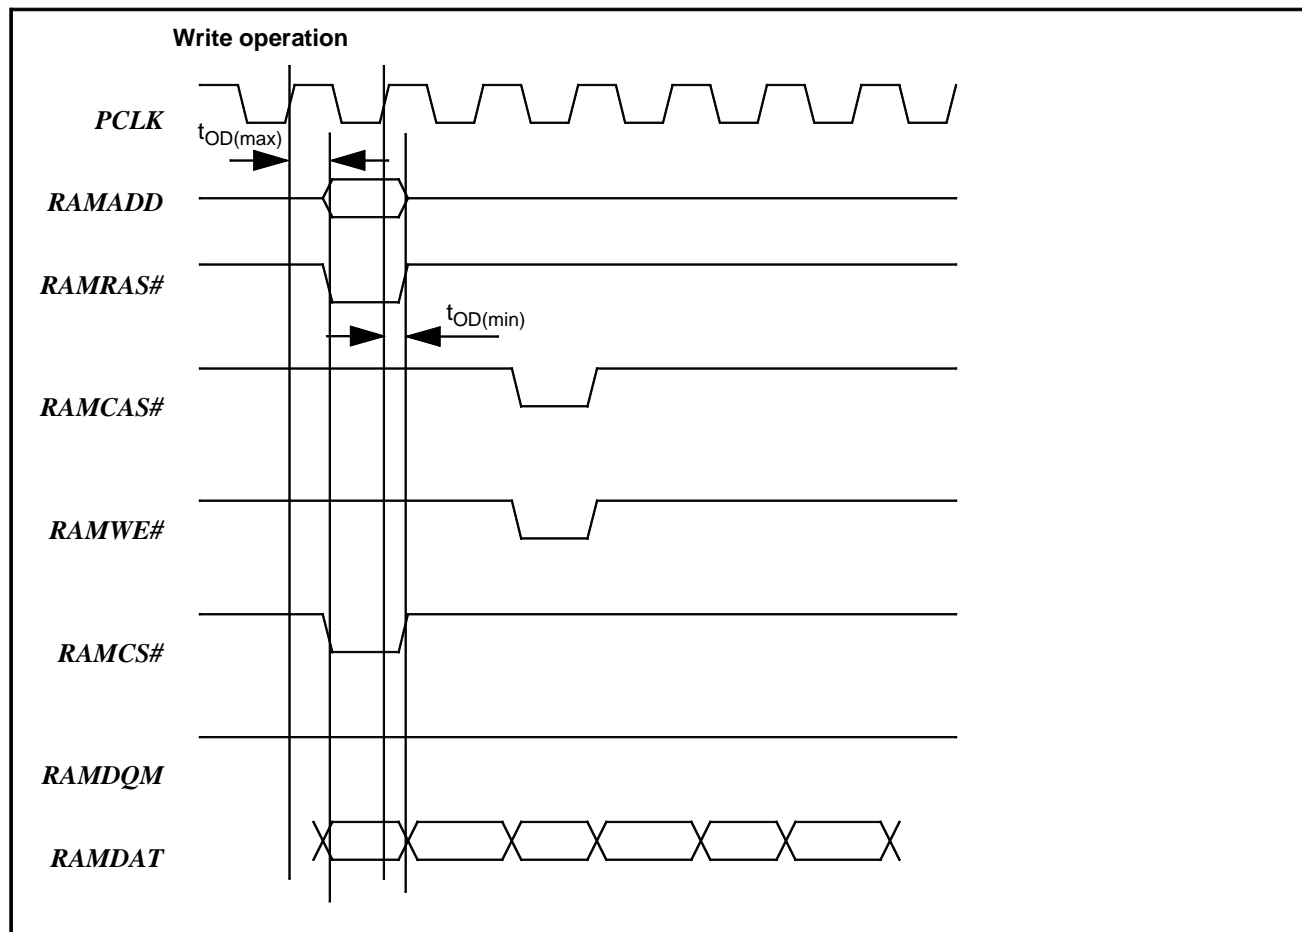 Write operation
PCLK
tOD(max)
RAMADD
RAMRAS#
tOD(min)
RAMCAS#
RAMWE#
RAMCS#
RAMDQM
RAMDAT